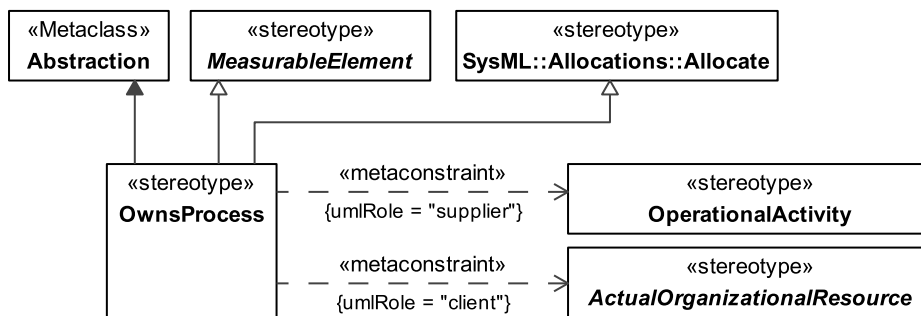 «Metaclass»
Abstraction
«stereotype»
MeasurableElement
«stereotype»
SysML::Allocations::Allocate
«stereotype»
OwnsProcess
«metaconstraint»
{umlRole = "supplier"}
«stereotype»
OperationalActivity
«metaconstraint»
{umlRole = "client"}
«stereotype»
ActualOrganizationalResource